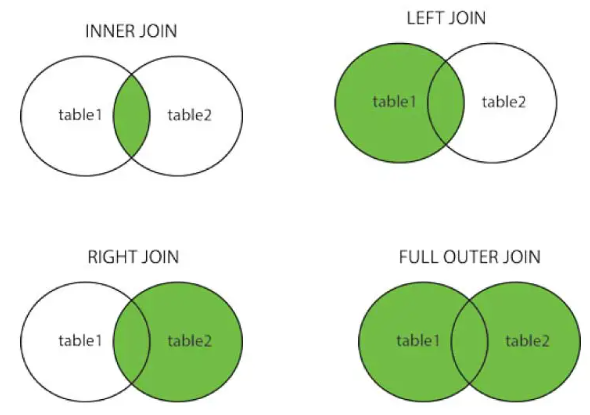 INNER JOIN
table1 table2
LEFT JOIN
table1 table2
RIGHT JOIN
table1 table2
FULL OUTER JOIN
table1 table2